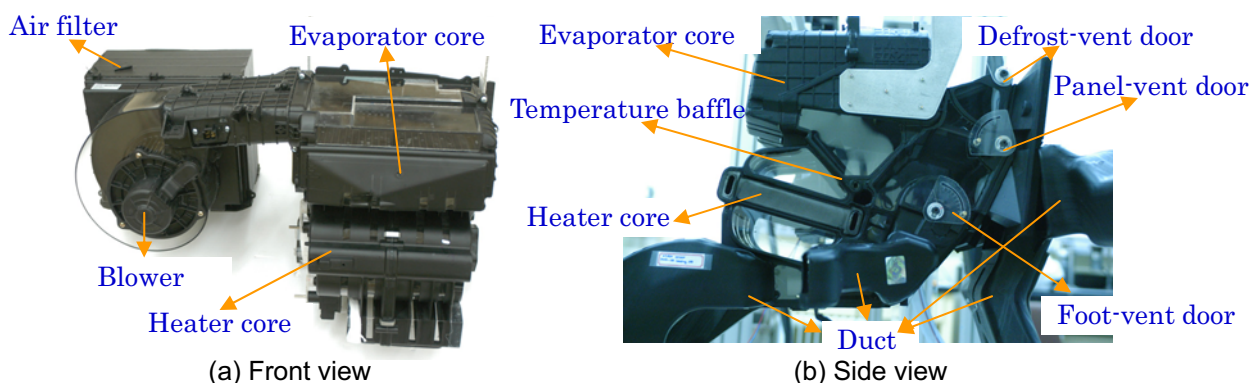 Air filter
Evaporator core
Blower
Heater core
(a) Front view
Evaporator core
Defrost-vent door
Temperature baffle
Panel-vent door
Heater core
Foot-vent door
Duct
(b) Side view